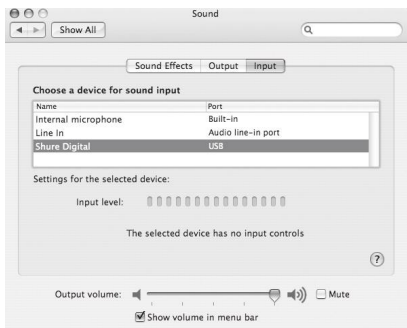 Sound
Show All
Sound Effects Output Input
Choose a device for sound input
Name Port
Internal microphone Built-in
Line In Audio line-in port
Shure Digital USB
Settings for the selected device:
Input level:
The selected device has no input controls
?
Output volume: Mute
Show volume in menu bar